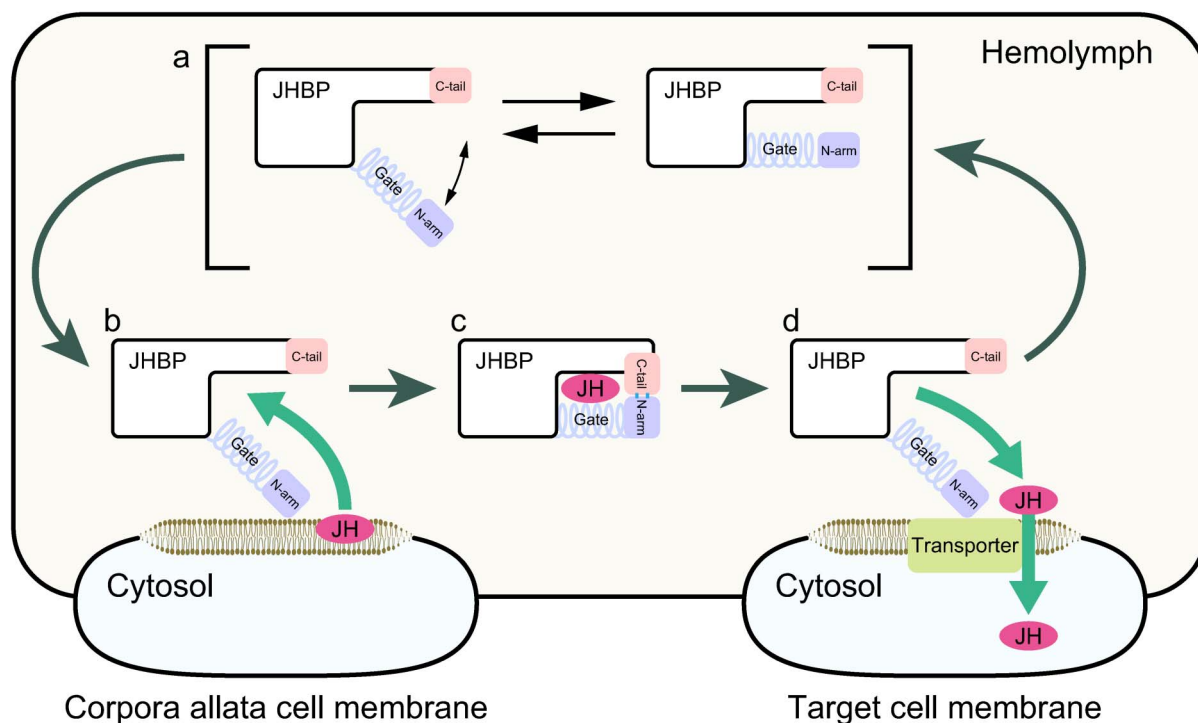 Hemolymph
a
JHBP
C-tail
Gate
N-arm
JHBP
C-tail
Gate
N-arm
b
JHBP
C-tail
Gate
N-arm
JH
Cytosol
Corpora allata cell membrane
c
JHBP
C-tail
JH
Gate
N-arm
d
JHBP
C-tail
Gate
N-arm
JH
Transporter
Cytosol
JH
Target cell membrane